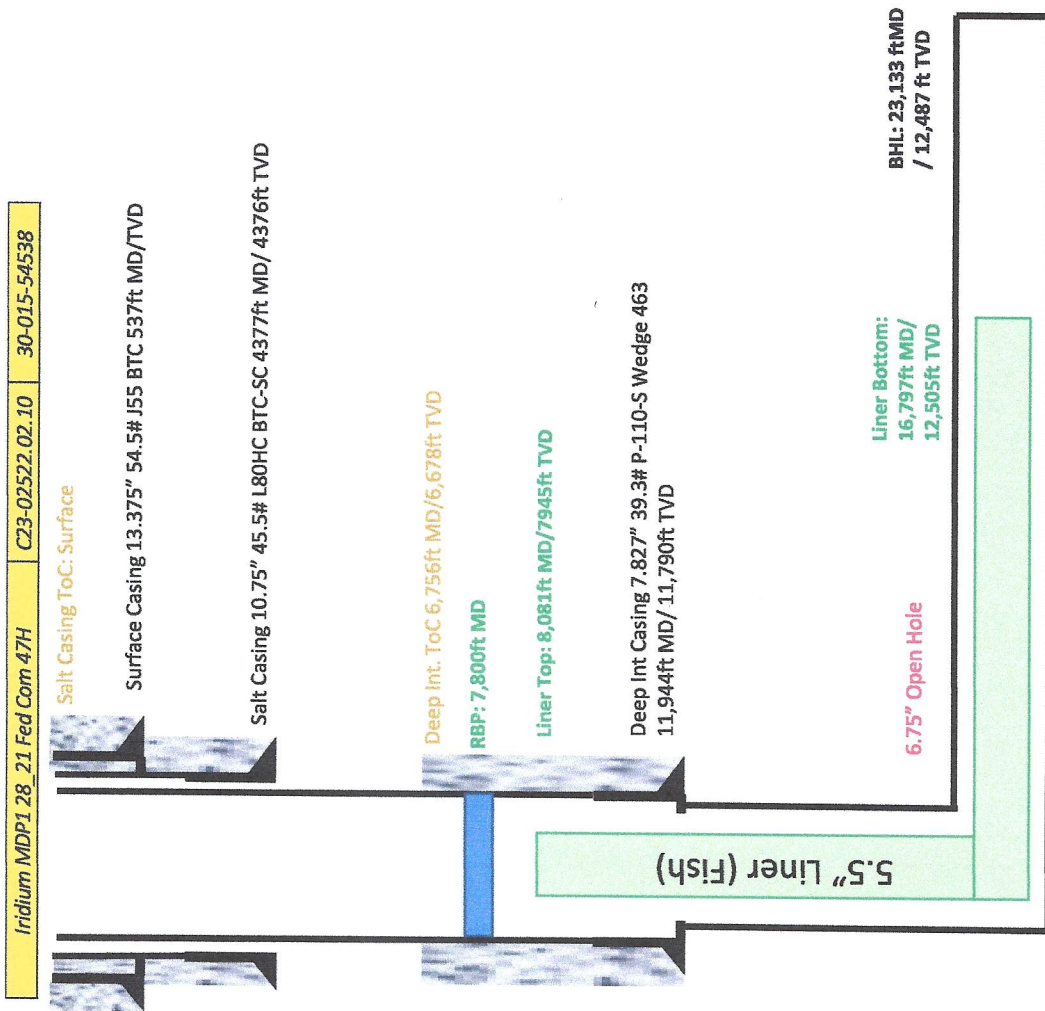 Iridium MDP1 28_21 Fed Com 47H C23-02522.02.10 30-015-54538
Salt Casing ToC: Surface
Surface Casing 13.375" 54.5# J55 BTC 537ft MD/TVD
Salt Casing 10.75" 45.5# L80HC BTC-SC 4377ft MD/ 4376ft TVD
Deep Int. ToC 6,756ft MD/6,678ft TVD
RBP: 7,800ft MD
Liner Top: 8,081ft MD/7945ft TVD
Deep Int Casing 7.827" 39.3# P-110-S Wedge 463
11,944ft MD/ 11,790ft TVD
5.5" Liner (Fish)
6.75" Open Hole
Liner Bottom:
16,797ft MD/
12,505ft TVD
BHL: 23,133 ftMD
/ 12,487 ft TVD